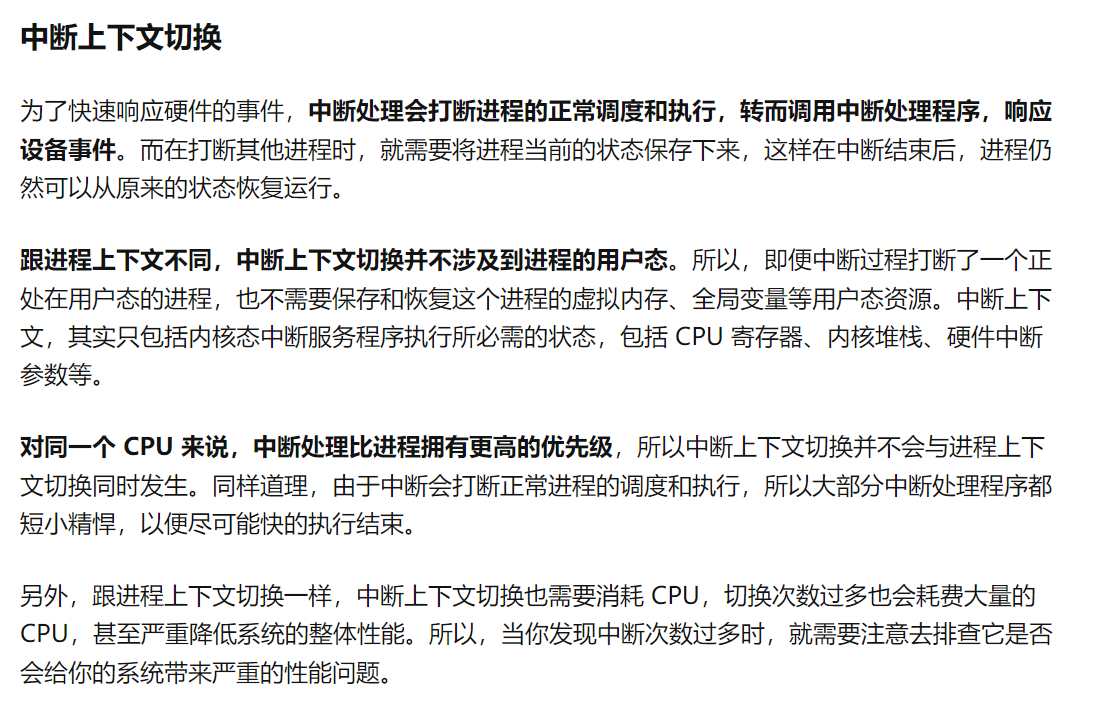 中断上下文切换
为了快速响应硬件的事件，中断处理会打断进程的正常调度和执行，转而调用中断处理程序，响应
设备事件。而在打断其他进程时，就需要将进程当前的状态保存下来，这样在中断结束后，进程仍
然可以从原来的状态恢复运行。
跟进程上下文不同，中断上下文切换并不涉及到进程的用户态。所以，即便中断过程打断了一个正
处在用户态的进程，也不需要保存和恢复这个进程的虚拟内存、全局变量等用户态资源。中断上下
文，其实只包括内核态中断服务程序执行所必需的状态，包括 CPU 寄存器、内核堆栈、硬件中断
参数等。
对同一个 CPU 来说，中断处理比进程拥有更高的优先级，所以中断上下文切换并不会与进程上下
文切换同时发生。同样道理，由于中断会打断正常进程的调度和执行，所以大部分中断处理程序都
短小精悍，以便尽可能快的执行结束。
另外，跟进程上下文切换一样，中断上下文切换也需要消耗 CPU，切换次数过多也会耗费大量的
CPU，甚至严重降低系统的整体性能。所以，当你发现中断次数过多时，就需要注意去排查它是否
会给你的系统带来严重的性能问题。